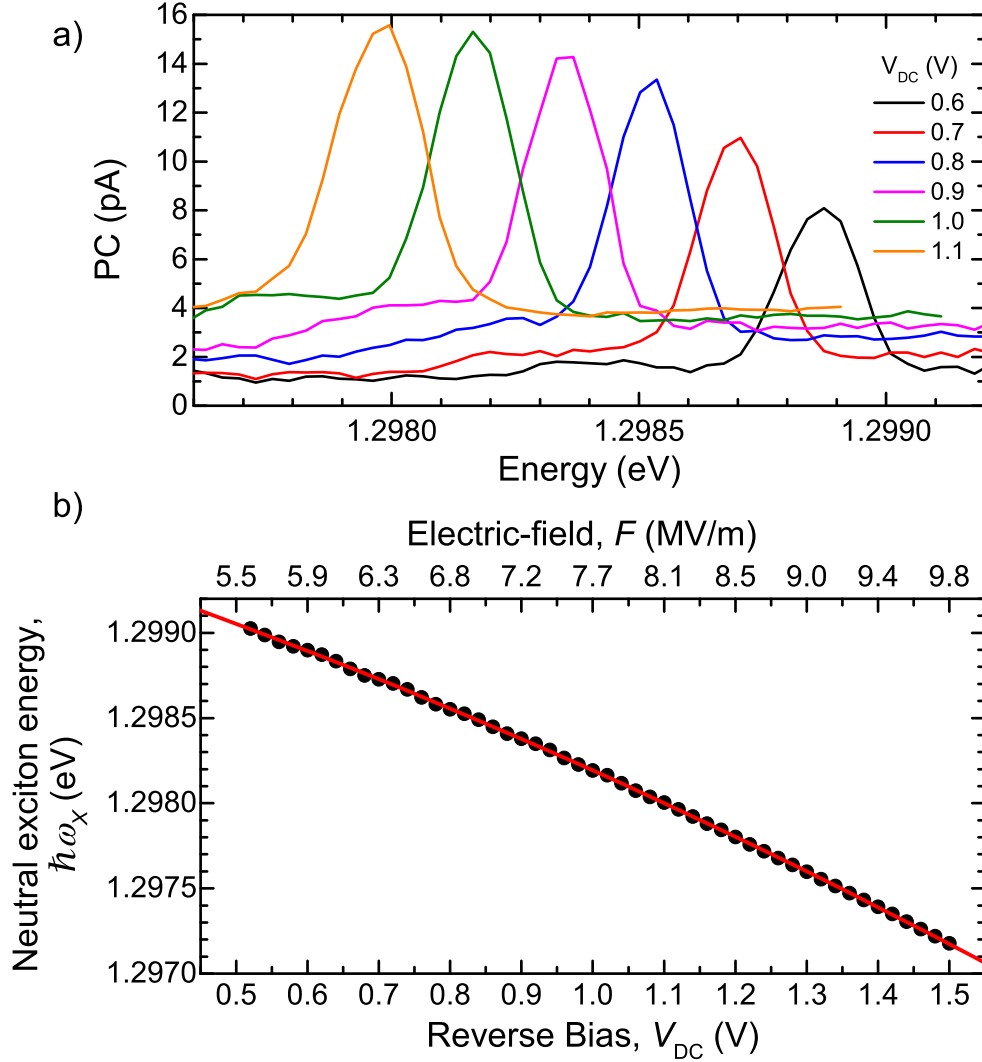 a)
16
14
12
10
8
6
4
2
0
PC (pA)
V_DC (V)
0.6
0.7
0.8
0.9
1.0
1.1
1.2980 1.2985 1.2990
Energy (eV)
b)
Electric-field, F (MV/m)
5.5 5.9 6.3 6.8 7.2 7.7 8.1 8.5 9.0 9.4 9.8
Neutral exciton energy,
ħω_X (eV)
1.2990
1.2985
1.2980
1.2975
1.2970
0.5 0.6 0.7 0.8 0.9 1.0 1.1 1.2 1.3 1.4 1.5
Reverse Bias, V_DC (V)